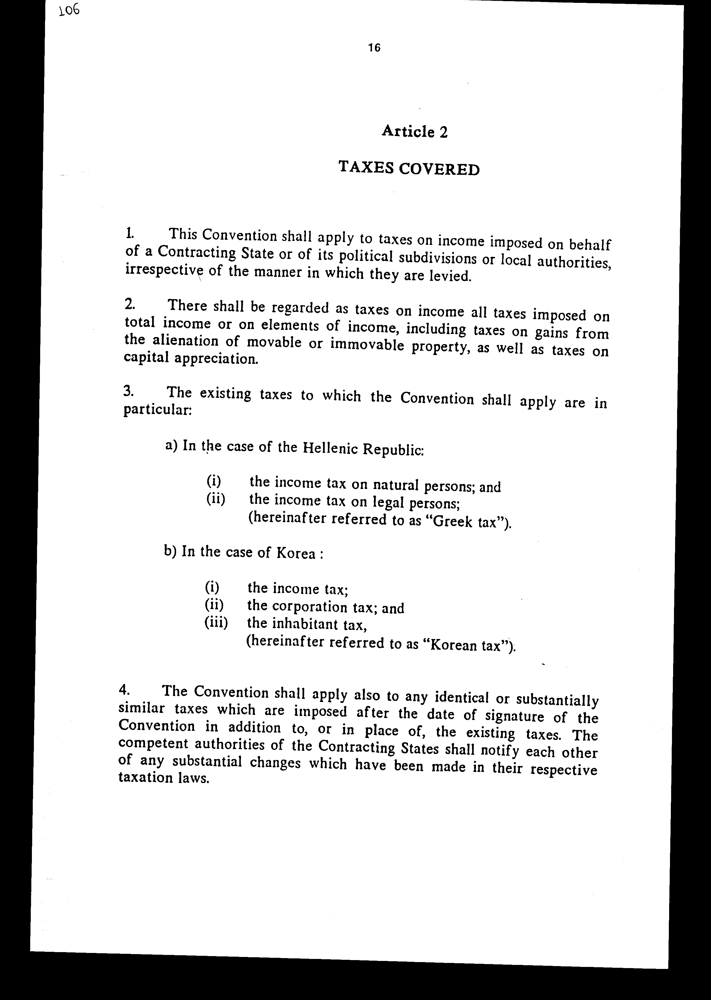 106
16
Article 2
TAXES COVERED
1. This Convention shall apply to taxes on income imposed on behalf
of a Contracting State or of its political subdivisions or local authorities,
irrespective of the manner in which they are levied.
2. There shall be regarded as taxes on income all taxes imposed on
total income or on elements of income, including taxes on gains from
the alienation of movable or immovable property, as well as taxes on
capital appreciation.
3. The existing taxes to which the Convention shall apply are in
particular:
a) In the case of the Hellenic Republic:
(i) the income tax on natural persons; and
(ii) the income tax on legal persons;
(hereinafter referred to as “Greek tax”).
b) In the case of Korea :
(i) the income tax;
(ii) the corporation tax; and
(iii) the inhabitant tax,
(hereinafter referred to as “Korean tax”).
4. The Convention shall apply also to any identical or substantially
similar taxes which are imposed after the date of signature of the
Convention in addition to, or in place of, the existing taxes. The
competent authorities of the Contracting States shall notify each other
of any substantial changes which have been made in their respective
taxation laws.